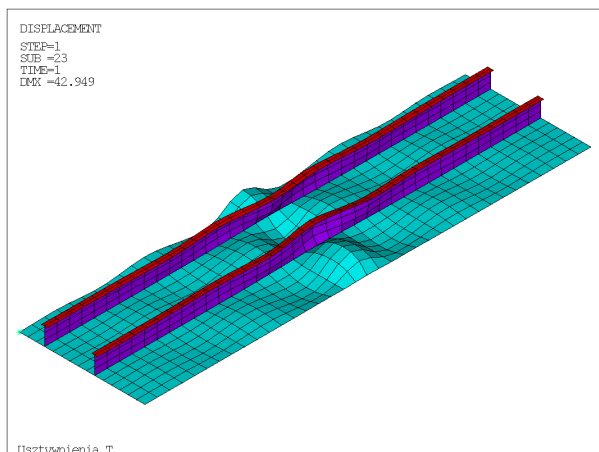 DISPLACEMENT
STEP=1
SUB =23
TIME=1
DMX =42.949
Usztywnienia T